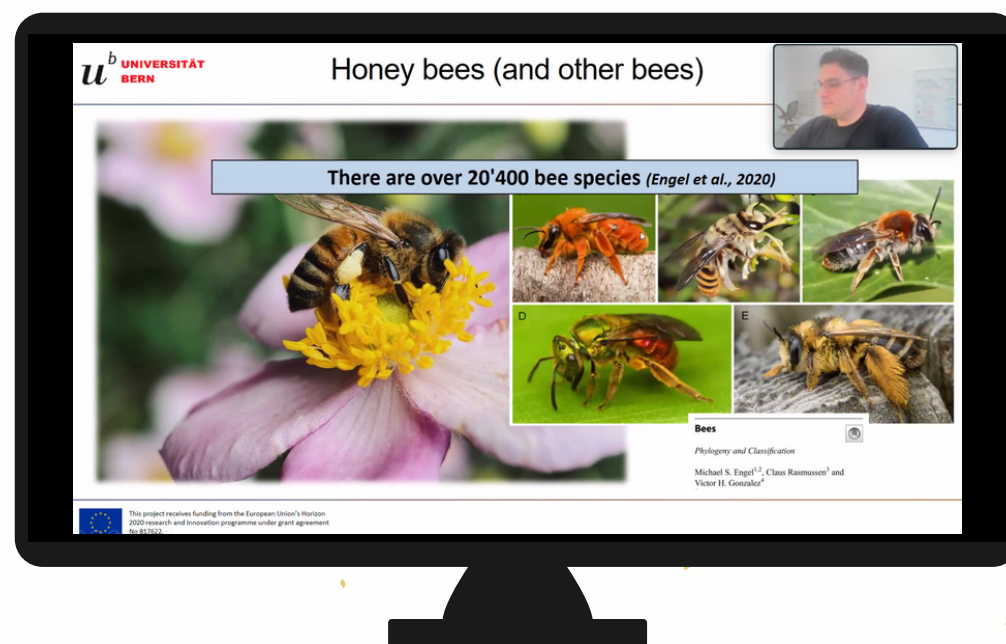 u^b UNIVERSITÄT
BERN
Honey bees (and other bees)
There are over 20'400 bee species (Engel et al., 2020)
D
E
Bees
Phylogeny and Classification
Michael S. Engel1,2, Claus Rasmussen3 and
Victor H. Gonzalez4
This project receives funding from the European Union's Horizon
2020 research and innovation programme under grant agreement
No 817622.